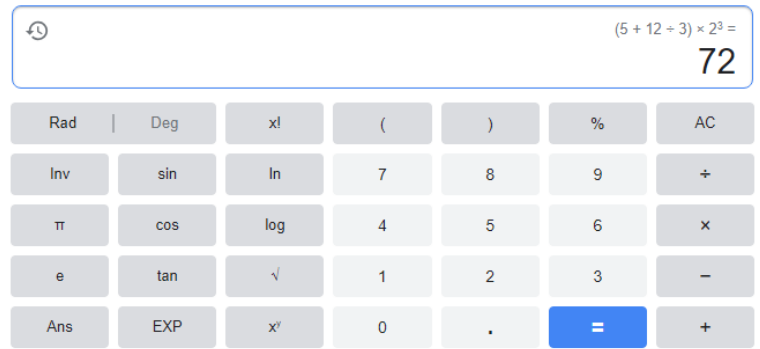 (5 + 12 ÷ 3) × 2³ =
72
Rad | Deg x! ( ) % AC
Inv sin ln 7 8 9 ÷
π cos log 4 5 6 ×
e tan √ 1 2 3 −
Ans EXP xʸ 0 . = +